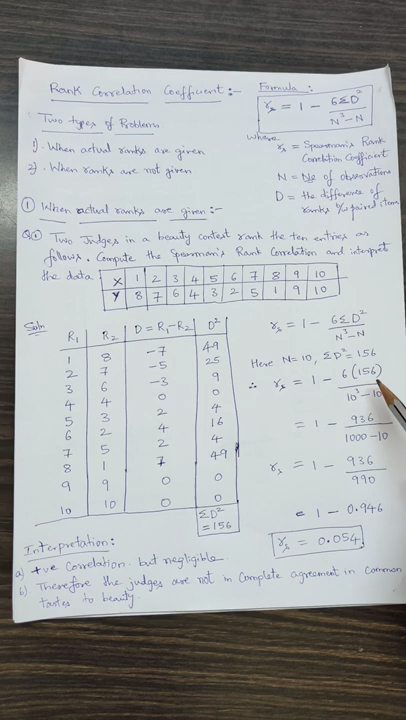 Rank Correlation Coefficient:-
Formula:
r_s = 1 - 6ΣD² / N³-N
Two types of Problems
1). When actual ranks are given
2). When ranks are not given
Where
r_s = Spearman's Rank
Correlation Coefficient
N = No of observations
D = the difference of
ranks b/w paired items
① When actual ranks are given:-
Q① Two Judges in a beauty contest rank the ten entries as
follows. Compute the Spearman's Rank Correlation and interpret
the data.
X 1 2 3 4 5 6 7 8 9 10
Y 8 7 6 4 3 2 5 1 9 10
Soln
R₁ R₂ D=R₁-R₂ D²
1 8 -7 49
2 7 -5 25
3 6 -3 9
4 4 0 0
5 3 2 4
6 2 4 16
7 5 2 4
8 1 7 49
9 9 0 0
10 10 0 0
ΣD²
=156
r_s = 1 - 6ΣD² / N³-N
Here N=10, ΣD²=156
∴ r_s = 1 - 6(156) / 10³-10
= 1 - 936 / 1000-10
r_s = 1 - 936 / 990
= 1 - 0.946
r_s = 0.054
Interpretation:
a) +ve Correlation but negligible
b) Therefore the judges are not in complete agreement in common
tastes to beauty.